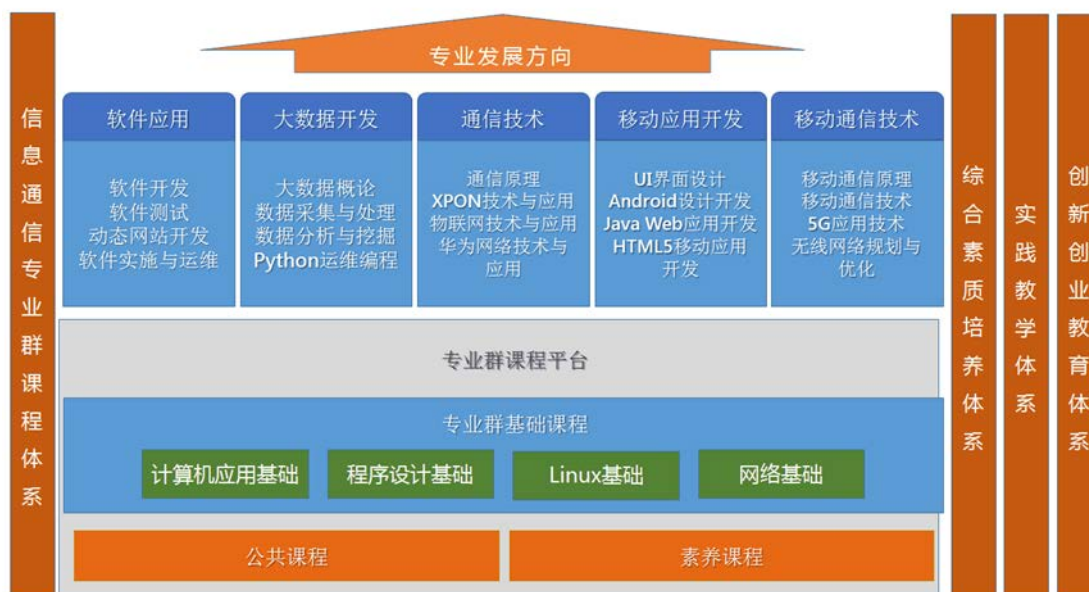 专业发展方向
信息通信专业群课程体系
软件应用
软件开发
软件测试
动态网站开发
软件实施与运维
大数据开发
大数据概论
数据采集与处理
数据分析与挖掘
Python运维编程
通信技术
通信原理
XPON技术与应用
物联网技术与应用
华为网络技术与
应用
移动应用开发
UI界面设计
Android设计开发
Java Web应用开发
HTML5移动应用
开发
移动通信技术
移动通信原理
移动通信技术
5G应用技术
无线网络规划与
优化
专业群课程平台
专业群基础课程
计算机应用基础
程序设计基础
Linux基础
网络基础
公共课程
素养课程
综合素质培养体系
实践教学体系
创新创业教育体系